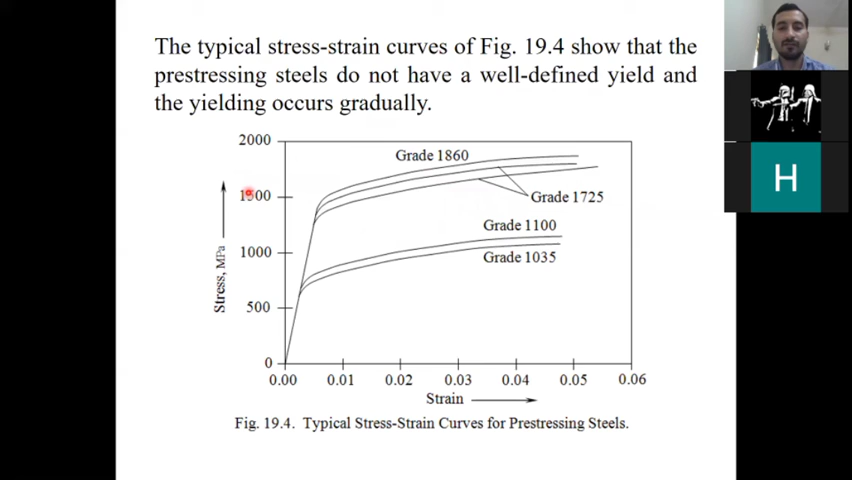 The typical stress-strain curves of Fig. 19.4 show that the
prestressing steels do not have a well-defined yield and
the yielding occurs gradually.
2000
1500
1000
500
0
Stress, MPa
Grade 1860
Grade 1725
Grade 1100
Grade 1035
0.00 0.01 0.02 0.03 0.04 0.05 0.06
Strain
Fig. 19.4. Typical Stress-Strain Curves for Prestressing Steels.
H